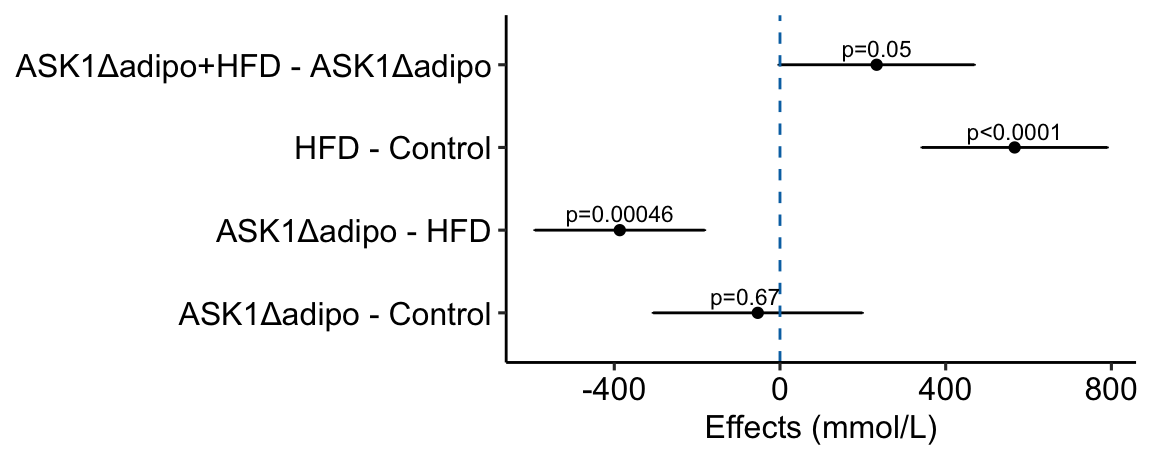 ASK1Δadipo+HFD - ASK1Δadipo
p=0.05
HFD - Control
p<0.0001
ASK1Δadipo - HFD
p=0.00046
ASK1Δadipo - Control
p=0.67
-400 0 400 800
Effects (mmol/L)